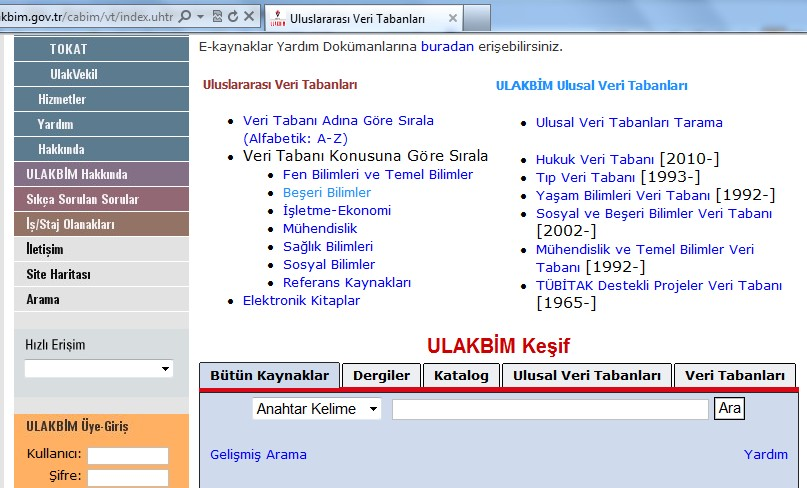 kbim.gov.tr/cabim/vt/index.uhtr
Uluslararası Veri Tabanları
TOKAT
UlakVekil
Hizmetler
Yardım
Hakkında
ULAKBİM Hakkında
Sıkça Sorulan Sorular
İş/Staj Olanakları
İletişim
Site Haritası
Arama
Hızlı Erişim
ULAKBİM Üye-Giriş
Kullanıcı:
Şifre:
E-kaynaklar Yardım Dokümanlarına buradan erişebilirsiniz.
Uluslararası Veri Tabanları
Veri Tabanı Adına Göre Sırala
(Alfabetik: A-Z)
Veri Tabanı Konusuna Göre Sırala
Fen Bilimleri ve Temel Bilimler
Beşeri Bilimler
İşletme-Ekonomi
Mühendislik
Sağlık Bilimleri
Sosyal Bilimler
Referans Kaynakları
Elektronik Kitaplar
ULAKBİM Ulusal Veri Tabanları
Ulusal Veri Tabanları Tarama
Hukuk Veri Tabanı [2010-]
Tıp Veri Tabanı [1993-]
Yaşam Bilimleri Veri Tabanı [1992-]
Sosyal ve Beşeri Bilimler Veri Tabanı
[2002-]
Mühendislik ve Temel Bilimler Veri
Tabanı [1992-]
TÜBİTAK Destekli Projeler Veri Tabanı
[1965-]
ULAKBİM Keşif
Bütün Kaynaklar Dergiler Katalog Ulusal Veri Tabanları Veri Tabanları
Anahtar Kelime Ara
Gelişmiş Arama Yardım